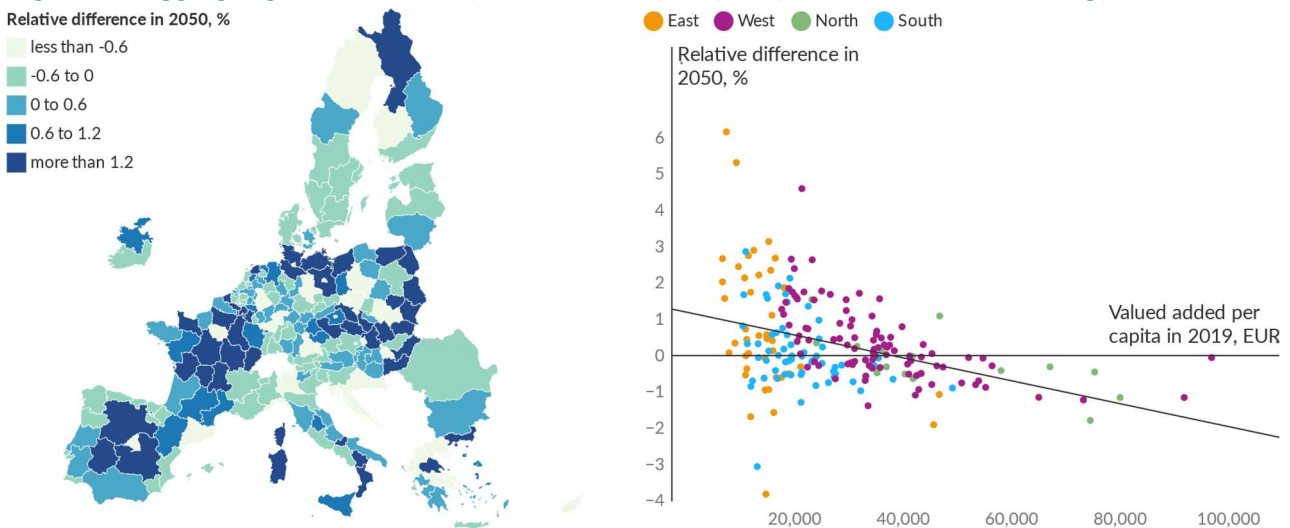 Relative difference in 2050, %
less than -0.6
-0.6 to 0
0 to 0.6
0.6 to 1.2
more than 1.2
East
West
North
South
Relative difference in
2050, %
6
5
4
3
2
1
0
−1
−2
−3
−4
Valued added per
capita in 2019, EUR
20,000
40,000
60,000
80,000
100,000